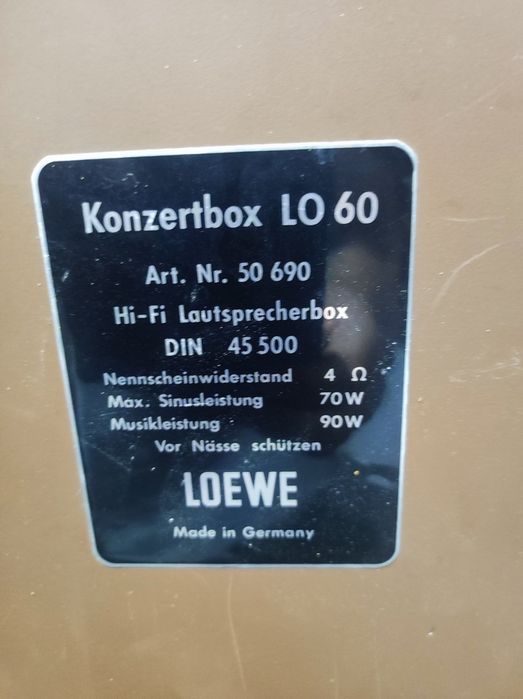 Konzertbox LO 60
Art. Nr. 50 690
Hi-Fi Lautsprecherbox
DIN 45 500
Nennscheinwiderstand 4 Ω
Max. Sinusleistung 70 W
Musikleistung 90 W
Vor Nässe schützen
LOEWE
Made in Germany